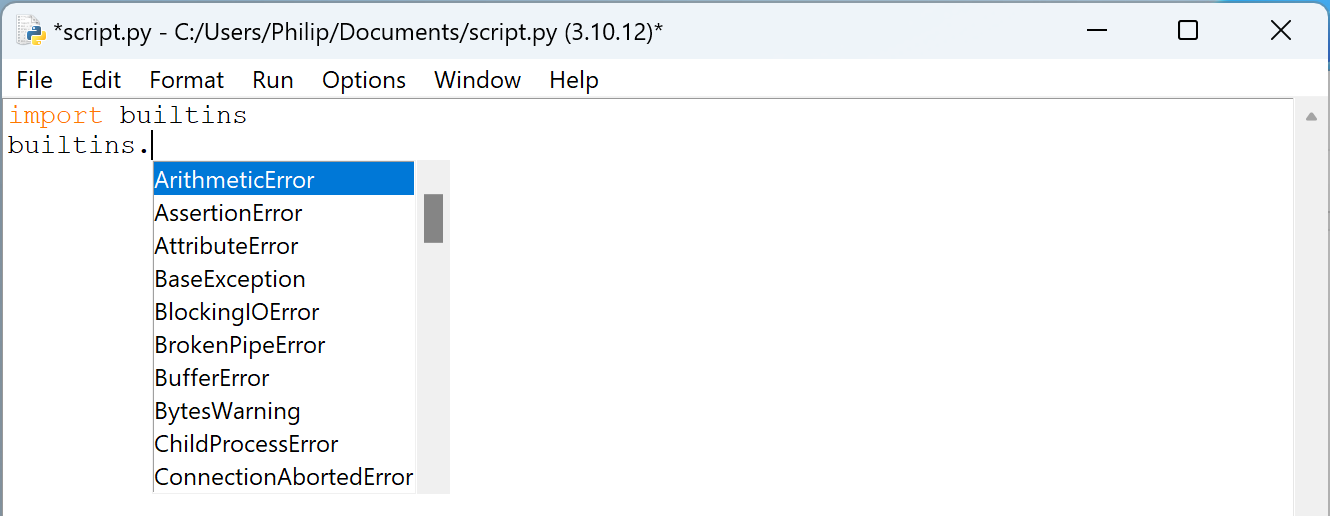 *script.py - C:/Users/Philip/Documents/script.py (3.10.12)*
File Edit Format Run Options Window Help
import builtins
builtins.
ArithmeticError
AssertionError
AttributeError
BaseException
BlockingIOError
BrokenPipeError
BufferError
BytesWarning
ChildProcessError
ConnectionAbortedError